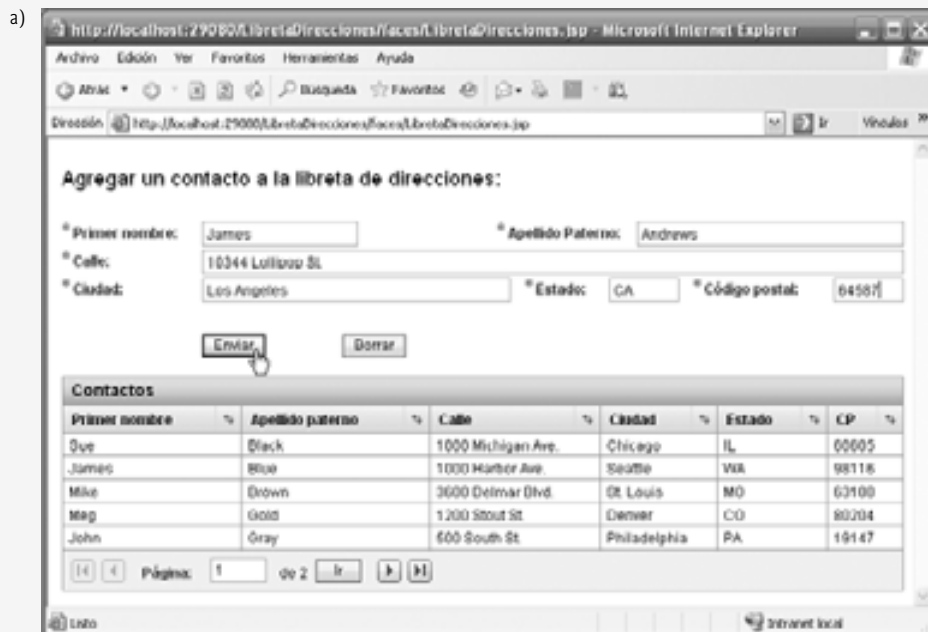 a)
http://localhost:29080/LibretaDirecciones/faces/LibretaDirecciones.jsp - Microsoft Internet Explorer
Archivo Edición Ver Favoritos Herramientas Ayuda
Atrás Búsqueda Favoritos
Dirección http://localhost:29080/LibretaDirecciones/faces/LibretaDirecciones.jsp Ir Vínculos »
Agregar un contacto a la libreta de direcciones:
* Primer nombre: James * Apellido Paterno: Andrews
* Calle: 10344 Lollipop St.
* Ciudad: Los Angeles * Estado: CA * Código postal: 64587
Enviar Borrar
Contactos
Primer nombre Apellido paterno Calle Ciudad Estado CP
Sue Black 1000 Michigan Ave. Chicago IL 60605
James Blue 1000 Harbor Ave. Seattle WA 98116
Mike Brown 3600 Delmar Blvd. St. Louis MO 63108
Meg Gold 1200 Stout St. Denver CO 80204
John Gray 500 South St. Philadelphia PA 19147
Página: 1 de 2 Ir
Listo Intranet local